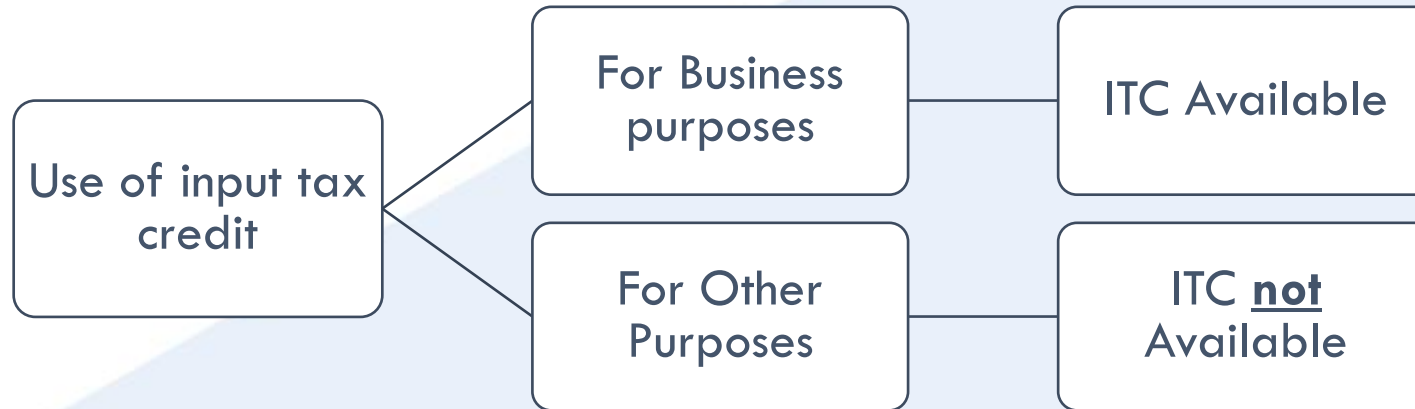 Use of input tax
credit
For Business
purposes
ITC Available
For Other
Purposes
ITC not
Available